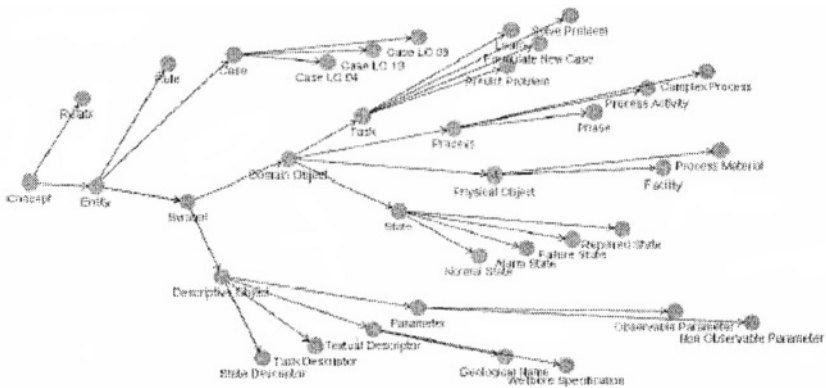 Case LC 09
Solve Problem
Case
Case LC 13
Formulate New Case
Rule
Case LC 04
Predict Problem
Complex Process
Process Activity
Phase
Task
Process
Process Material
Domain Object
Physical Object
Facility
Concept
Entity
State
Repaired State
Failure State
Alarm State
Normal State
Descriptive Object
Parameter
Observable Parameter
Non Observable Parameter
Textual Descriptor
Task Descriptor
State Descriptor
Geological Name
Wellbore Specification